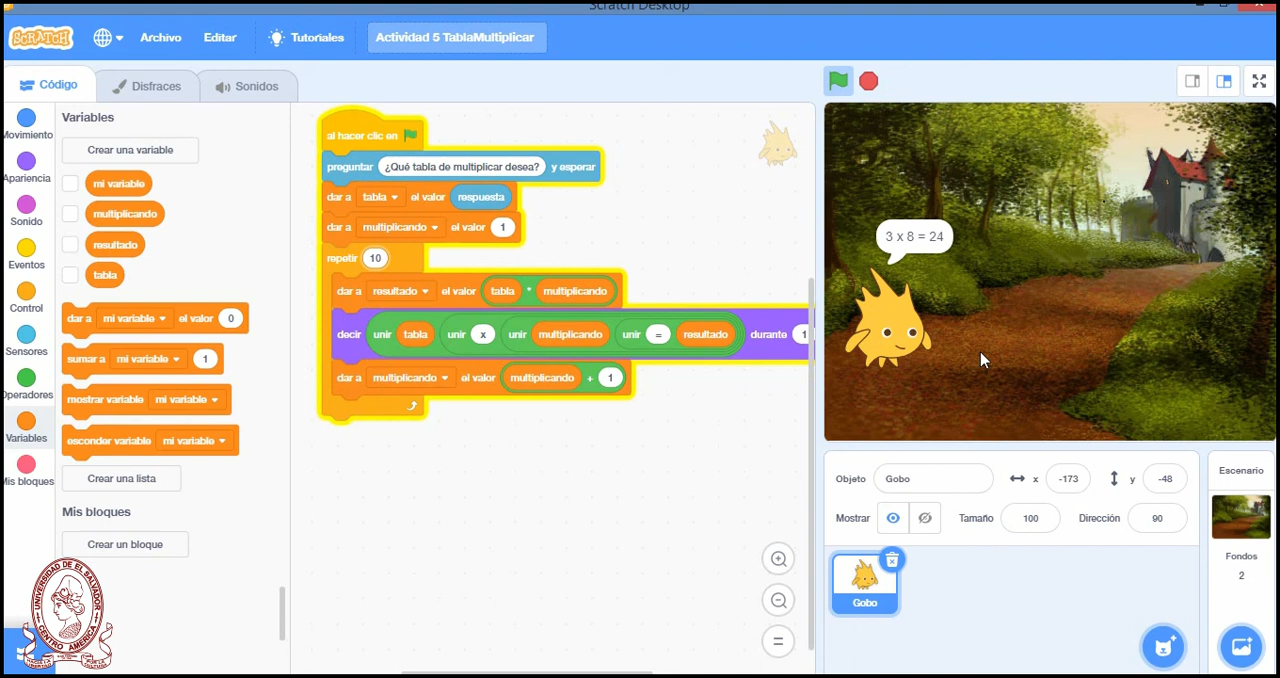 Scratch Desktop
SCRATCH Archivo Editar Tutoriales Actividad 5 TablaMultiplicar
Código Disfraces Sonidos
Movimiento
Apariencia
Sonido
Eventos
Control
Sensores
Operadores
Variables
Mis bloques
Variables
Crear una variable
mi variable
multiplicando
resultado
tabla
dar a mi variable el valor 0
sumar a mi variable 1
mostrar variable mi variable
esconder variable mi variable
Crear una lista
Mis bloques
Crear un bloque
al hacer clic en
preguntar ¿Qué tabla de multiplicar desea? y esperar
dar a tabla el valor respuesta
dar a multiplicando el valor 1
repetir 10
dar a resultado el valor tabla * multiplicando
decir unir tabla unir x unir multiplicando unir = resultado durante 1
dar a multiplicando el valor multiplicando + 1
3 x 8 = 24
Objeto Gobo x -173 y -48
Mostrar Tamaño 100 Dirección 90
Gobo
Escenario
Fondos
2
UNIVERSIDAD DE EL SALVADOR
CENTRO AMERICA